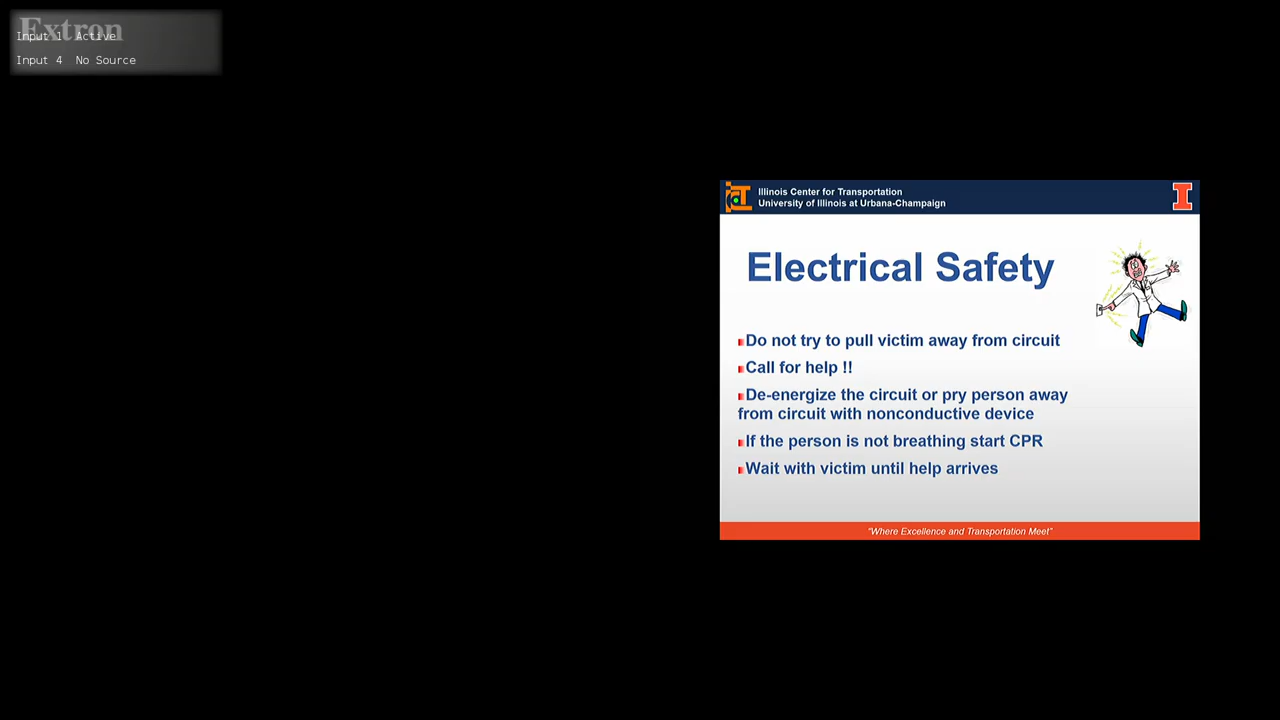 Extron
Input 1 Active
Input 4 No Source
Illinois Center for Transportation
University of Illinois at Urbana-Champaign
Electrical Safety
Do not try to pull victim away from circuit
Call for help !!
De-energize the circuit or pry person away
from circuit with nonconductive device
If the person is not breathing start CPR
Wait with victim until help arrives
"Where Excellence and Transportation Meet"